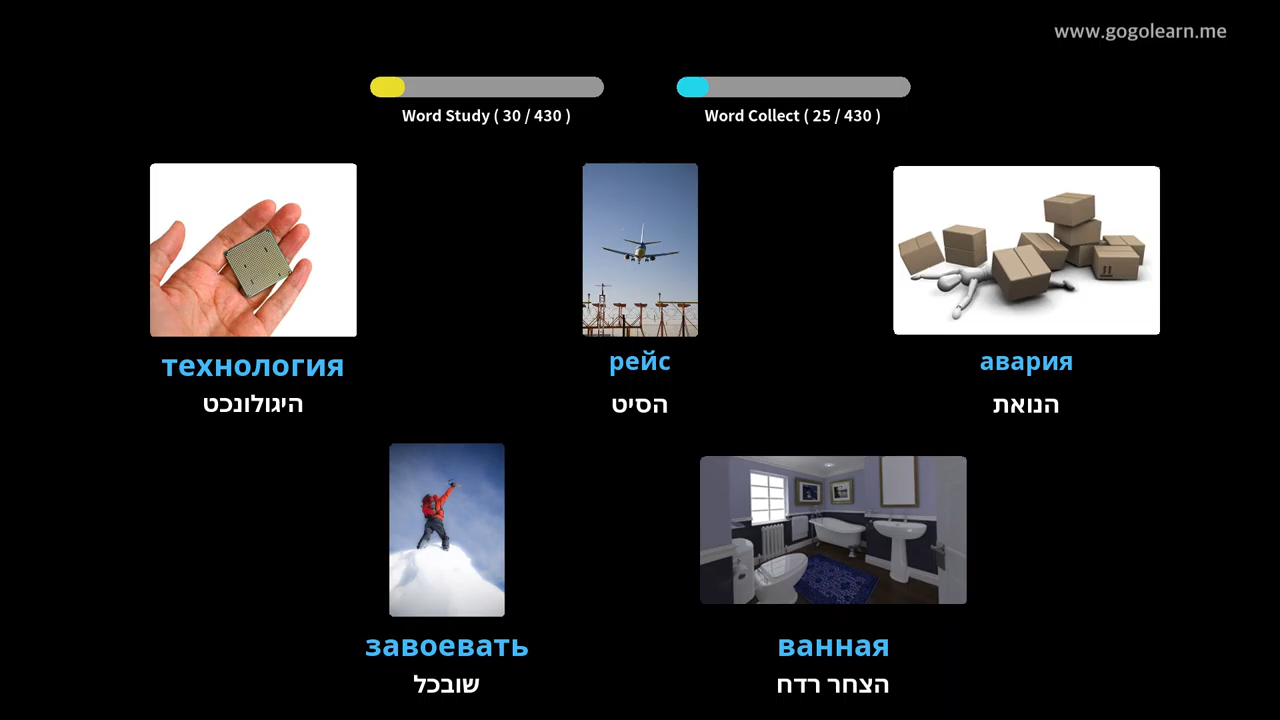 www.gogolearn.me
Word Study ( 30 / 430 )
Word Collect ( 25 / 430 )
технология
היגולונכט
рейс
הסיט
авария
הנואת
завоевать
שובכל
ванная
הצחר רדח